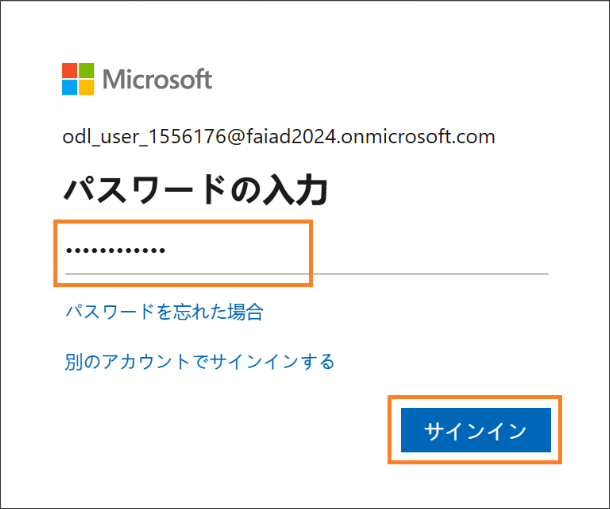 Microsoft
odl_user_1556176@faiad2024.onmicrosoft.com
パスワードの入力
••••••••••••
パスワードを忘れた場合
別のアカウントでサインインする
サインイン